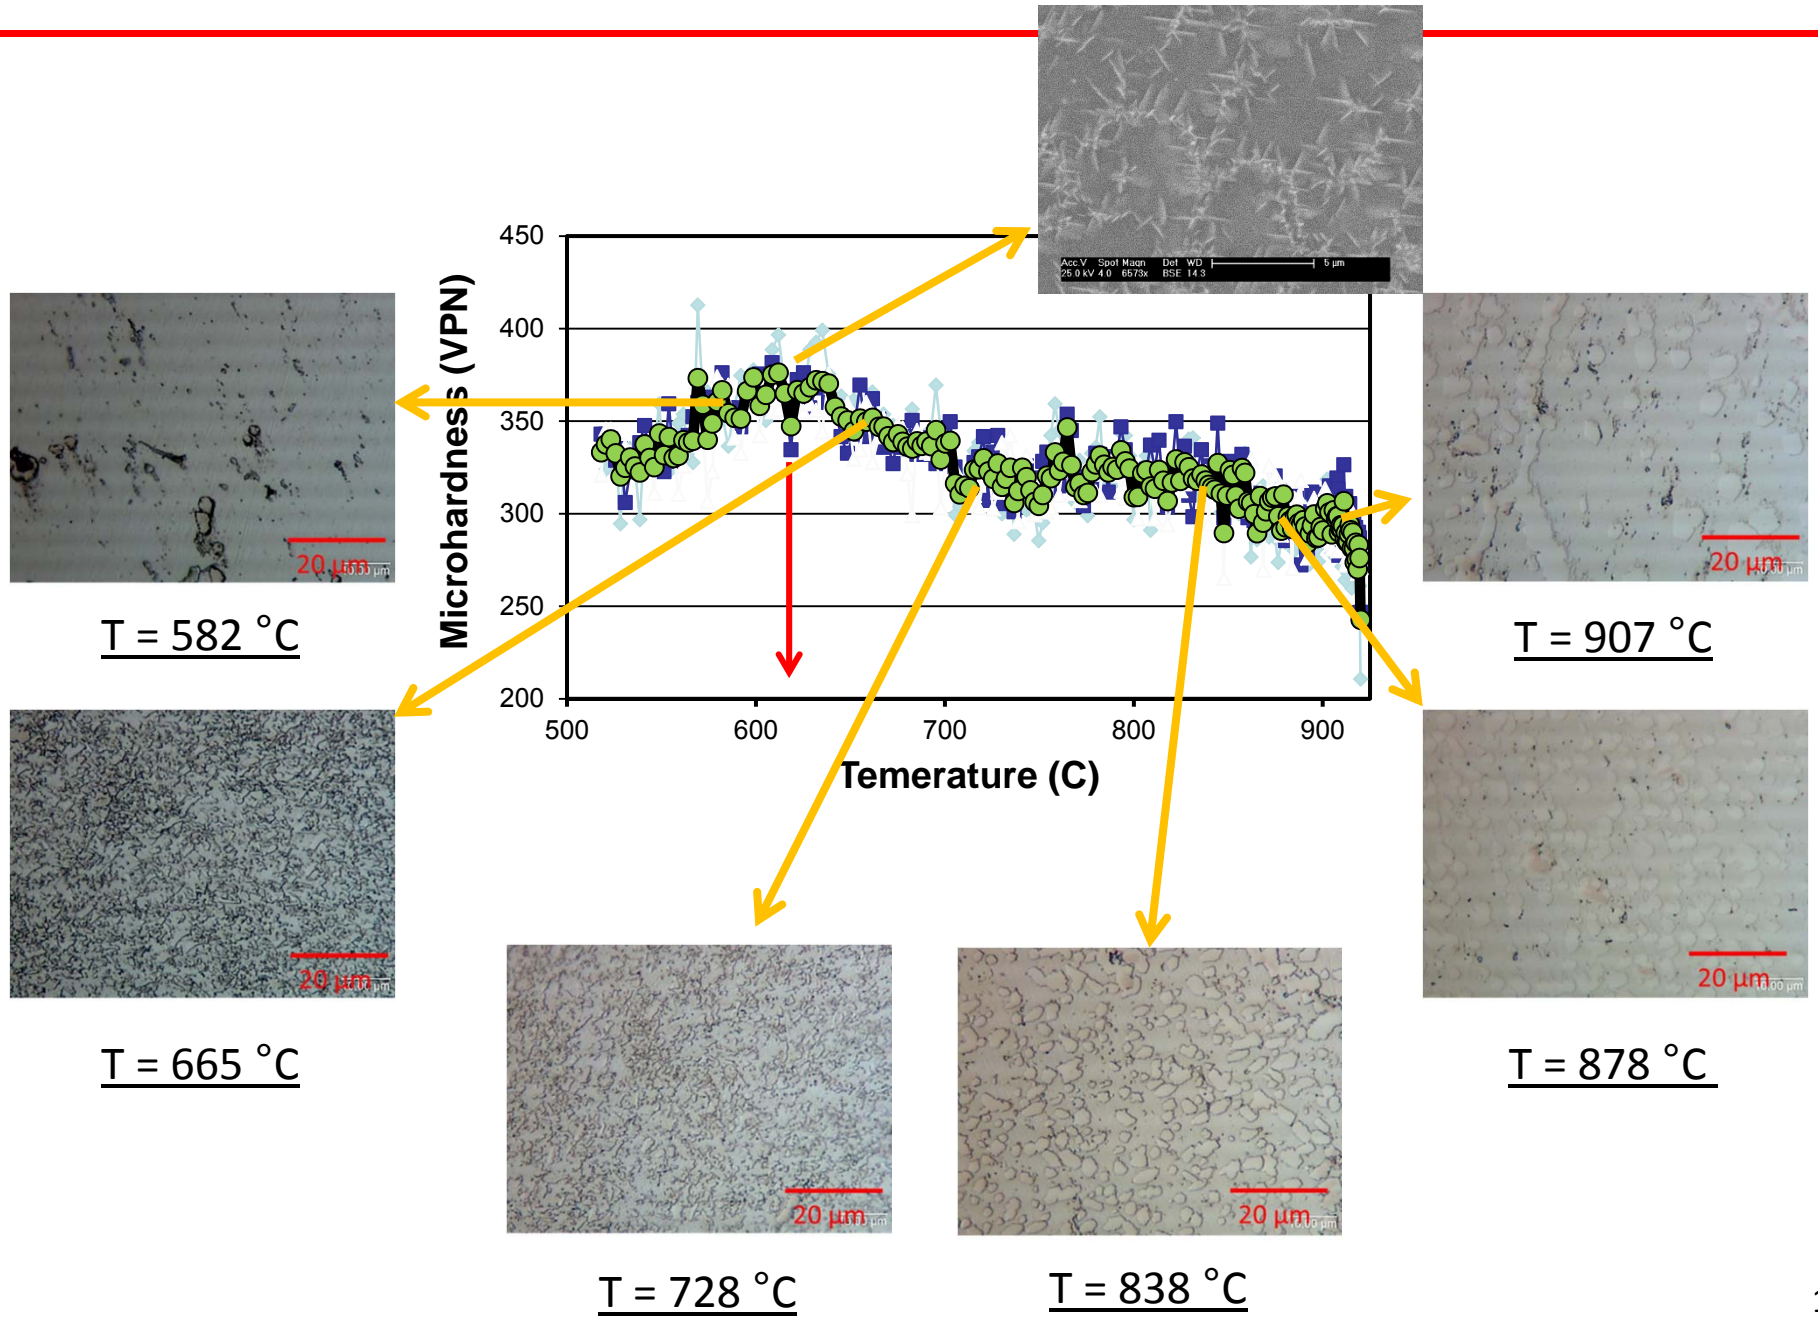 Acc.V Spot Magn Det WD 5 µm
25.0 kV 4.0 6573x BSE 14.3
450
400
350
300
250
200
Microhardness (VPN)
500 600 700 800 900
Temerature (C)
20 µm
T = 582 °C
20 µm
T = 907 °C
20 µm
T = 665 °C
20 µm
T = 878 °C
20 µm
T = 728 °C
20 µm
T = 838 °C
1